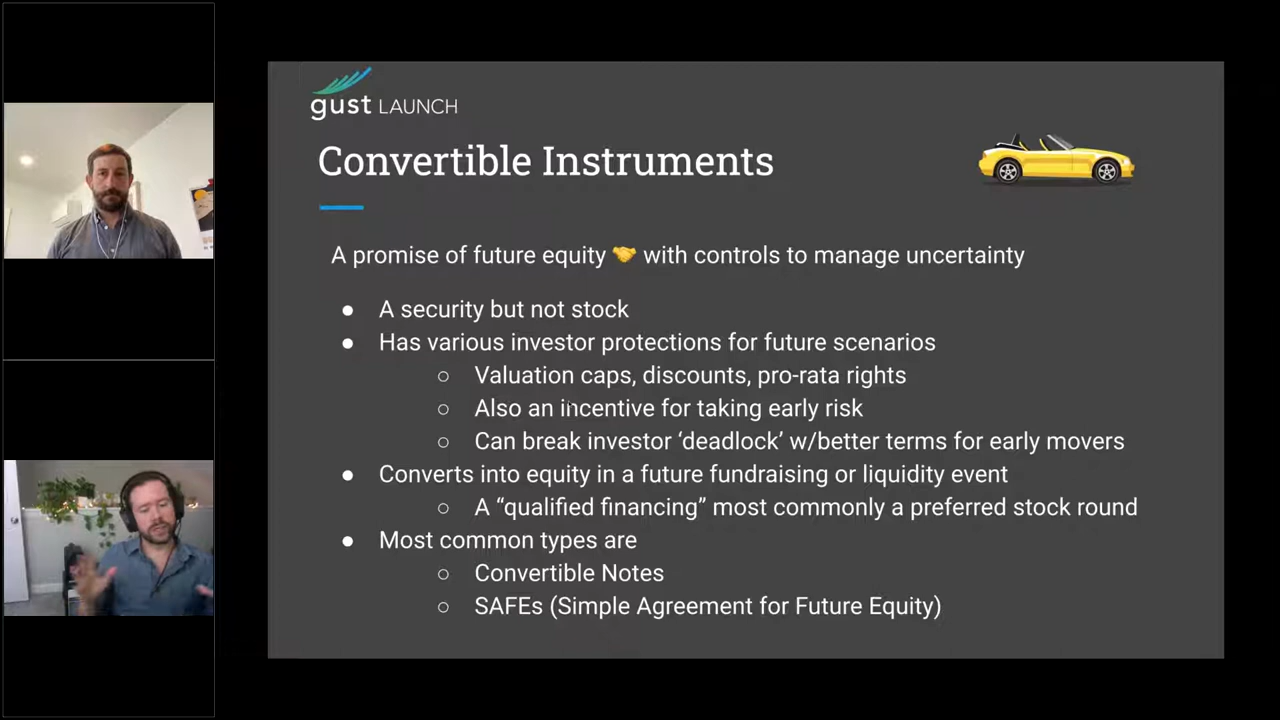 gust LAUNCH
Convertible Instruments
A promise of future equity 🤝 with controls to manage uncertainty
● A security but not stock
● Has various investor protections for future scenarios
○ Valuation caps, discounts, pro-rata rights
○ Also an incentive for taking early risk
○ Can break investor ‘deadlock’ w/better terms for early movers
● Converts into equity in a future fundraising or liquidity event
○ A “qualified financing” most commonly a preferred stock round
● Most common types are
○ Convertible Notes
○ SAFEs (Simple Agreement for Future Equity)